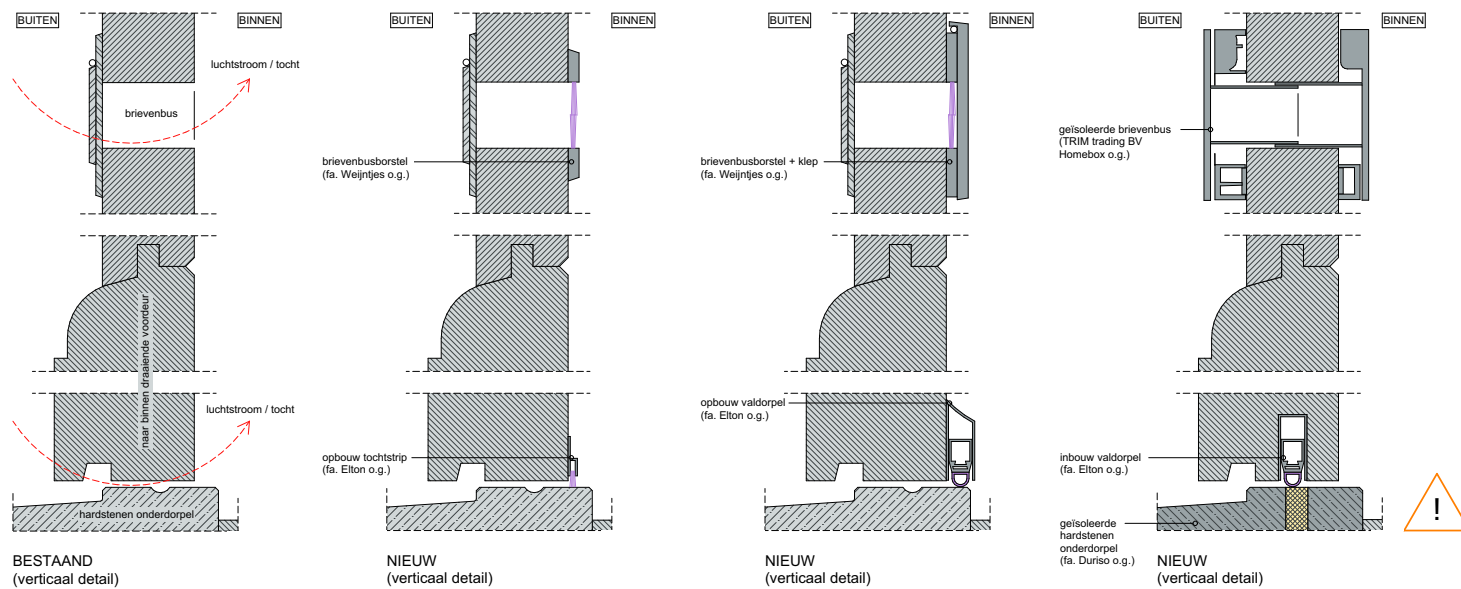 BUITEN
BINNEN
luchtstroom / tocht
brievenbus
naar binnen draaiende voordeur
luchtstroom / tocht
hardstenen onderdorpel
BESTAAND
(verticaal detail)
BUITEN
BINNEN
brievenbusborstel
(fa. Weijntjes o.g.)
opbouw tochtstrip
(fa. Elton o.g.)
NIEUW
(verticaal detail)
BUITEN
BINNEN
brievenbusborstel + klep
(fa. Weijntjes o.g.)
opbouw valdorpel
(fa. Elton o.g.)
NIEUW
(verticaal detail)
BUITEN
BINNEN
geïsoleerde brievenbus
(TRIM trading BV
Homebox o.g.)
inbouw valdorpel
(fa. Elton o.g.)
geïsoleerde
hardstenen
onderdorpel
(fa. Duriso o.g.)
!
NIEUW
(verticaal detail)